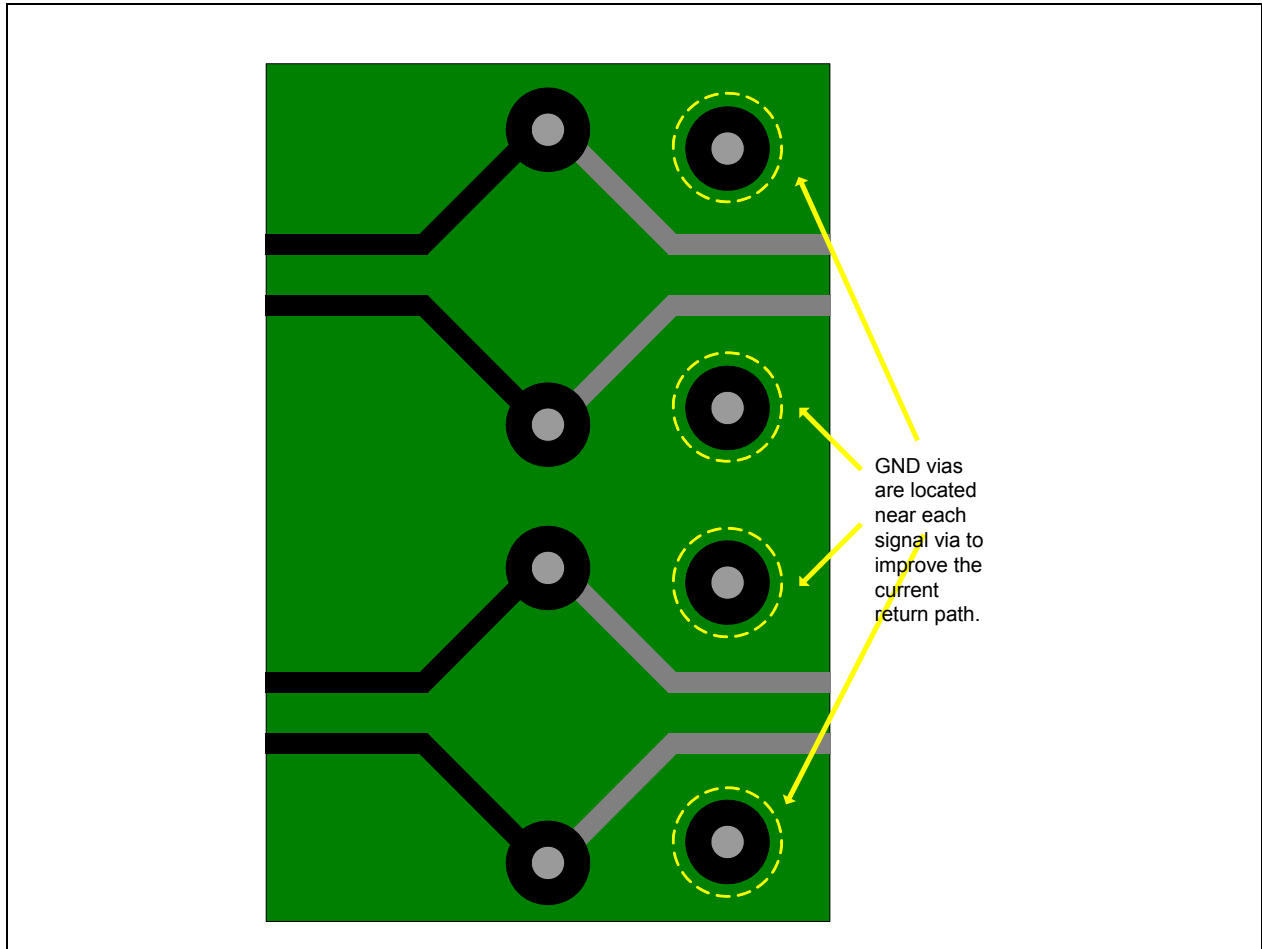 GND vias
are located
near each
signal via to
improve the
current
return path.